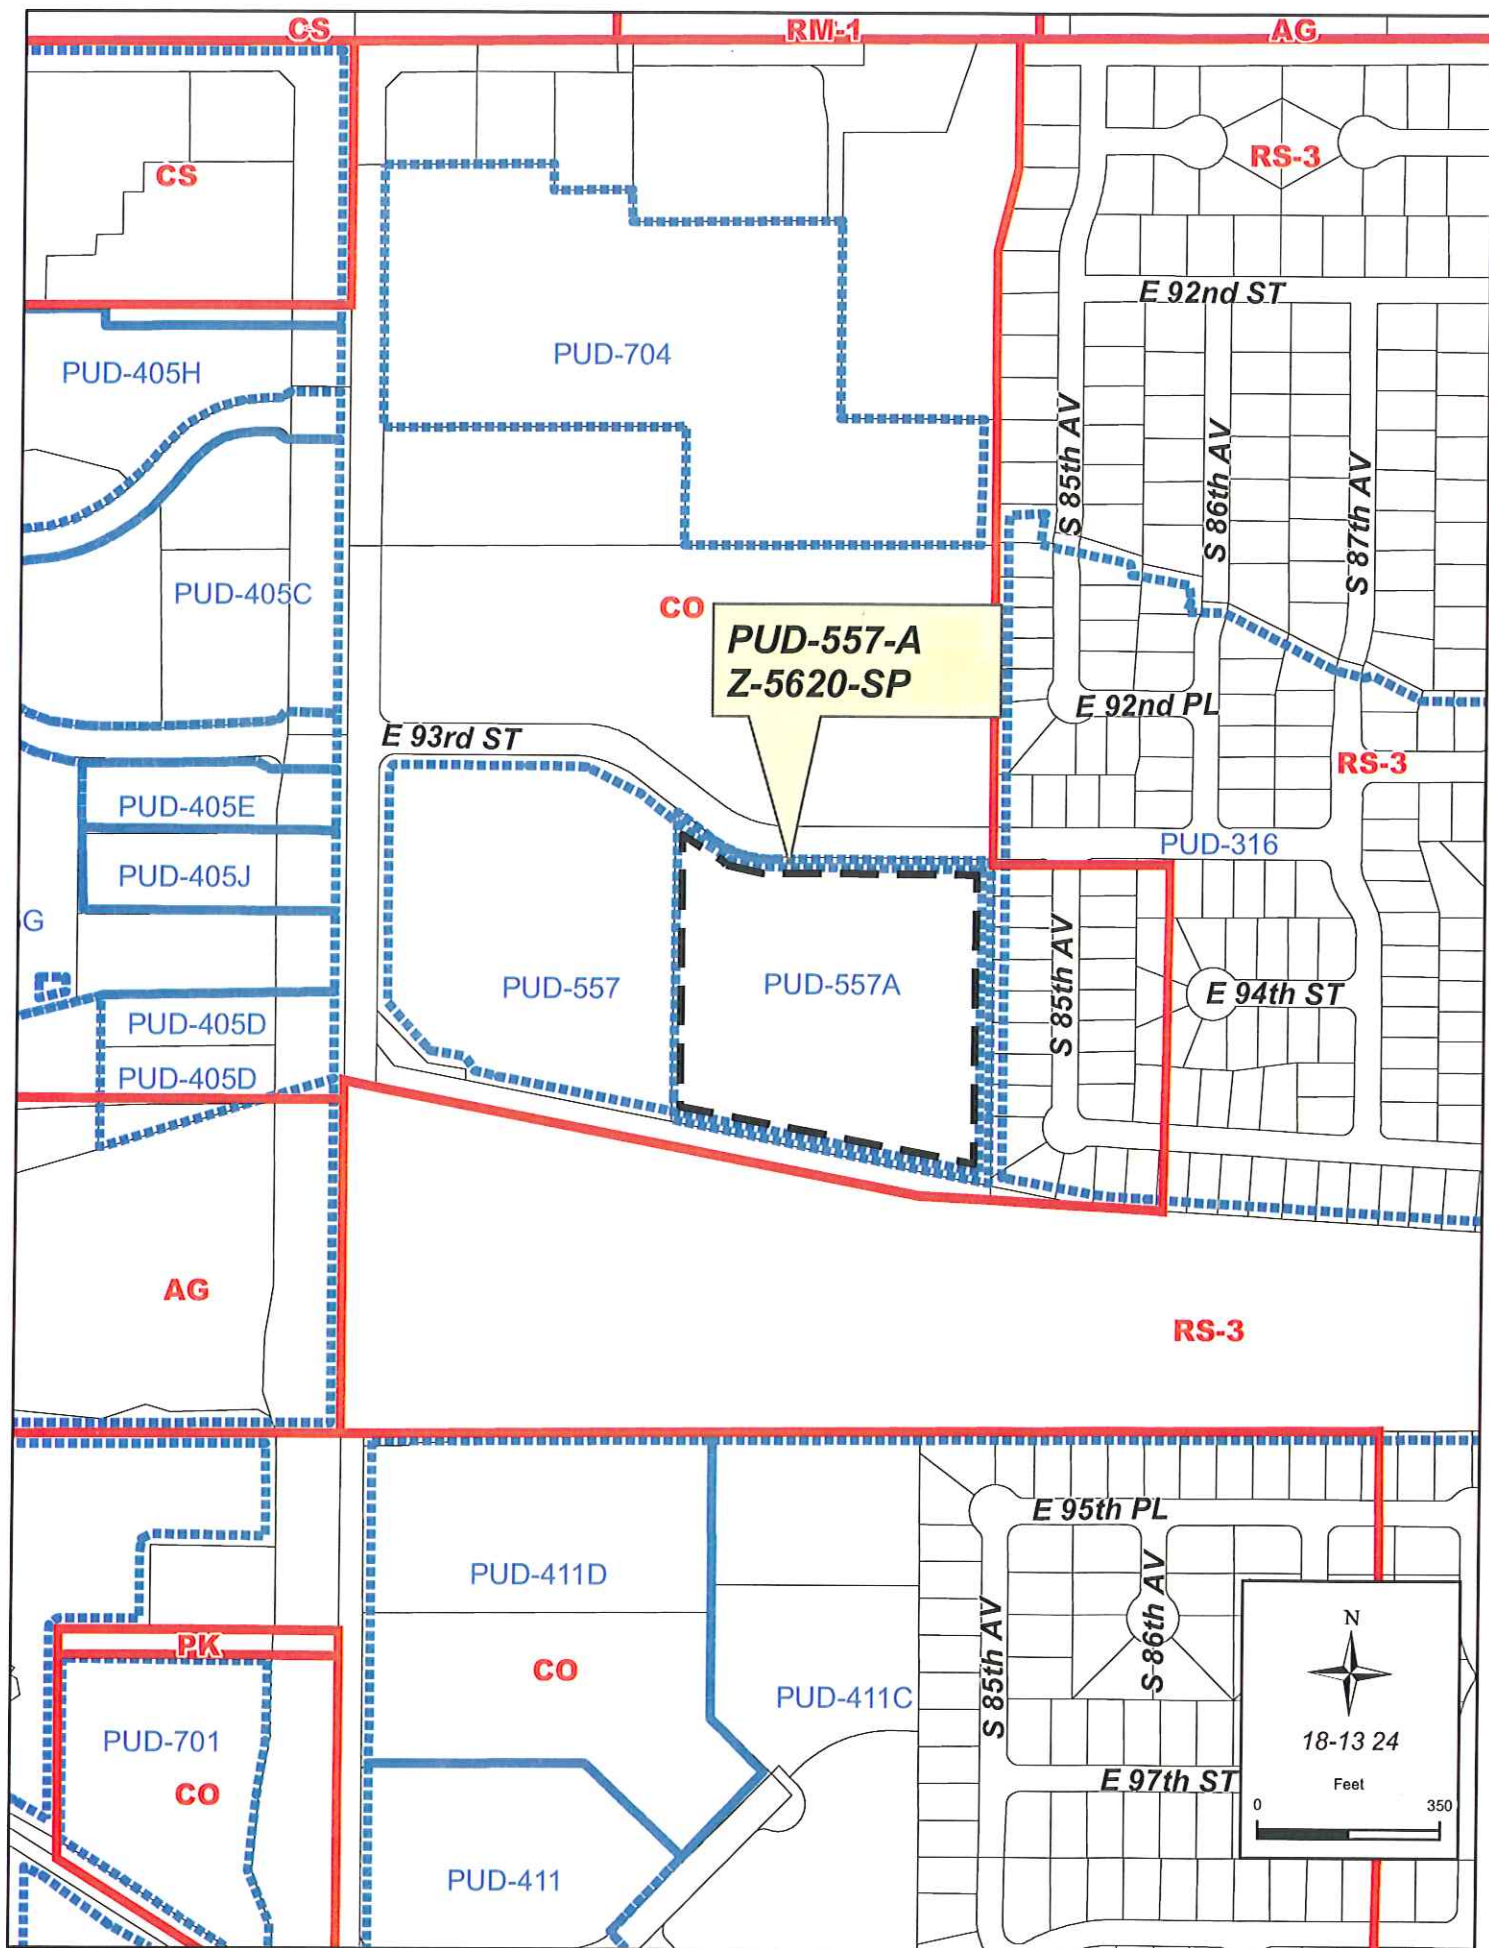 CS
RM-1
AG
CS
RS-3
E 92nd ST
PUD-704
PUD-405H
S 85th AV
S 86th AV
S 87th AV
PUD-405C
CO
PUD-557-A
Z-5620-SP
E 92nd PL
E 93rd ST
RS-3
PUD-405E
PUD-316
PUD-405J
G
PUD-557
PUD-557A
S 85th AV
E 94th ST
PUD-405D
PUD-405D
AG
RS-3
E 95th PL
PUD-411D
S 86th AV
S 85th AV
PK
CO
PUD-411C
PUD-701
CO
E 97th ST
PUD-411
N
18-13 24
Feet
0 350